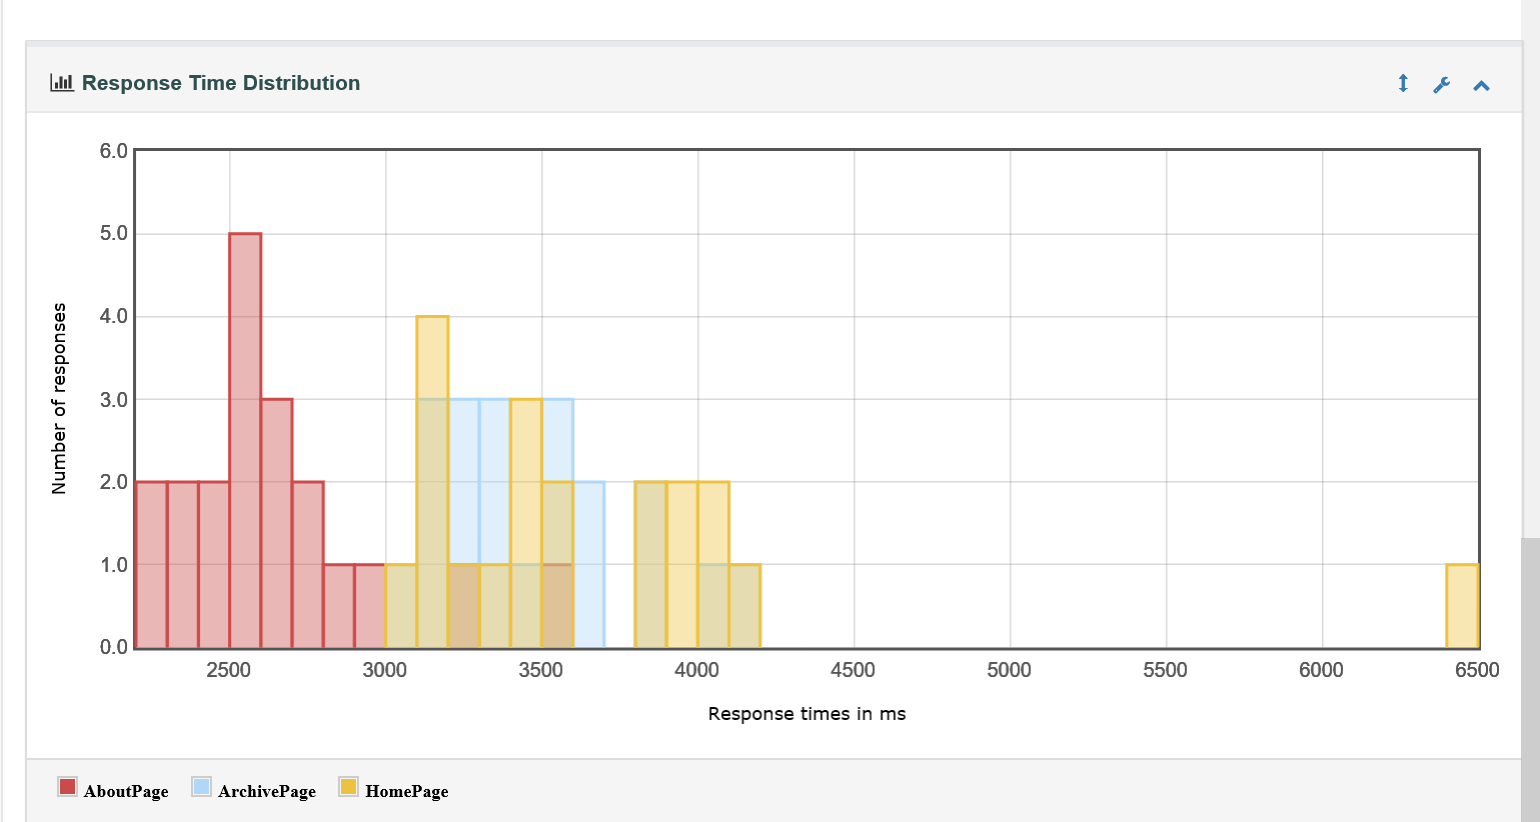 Response Time Distribution
6.0
5.0
4.0
3.0
2.0
1.0
0.0
Number of responses
2500 3000 3500 4000 4500 5000 5500 6000 6500
Response times in ms
AboutPage ArchivePage HomePage